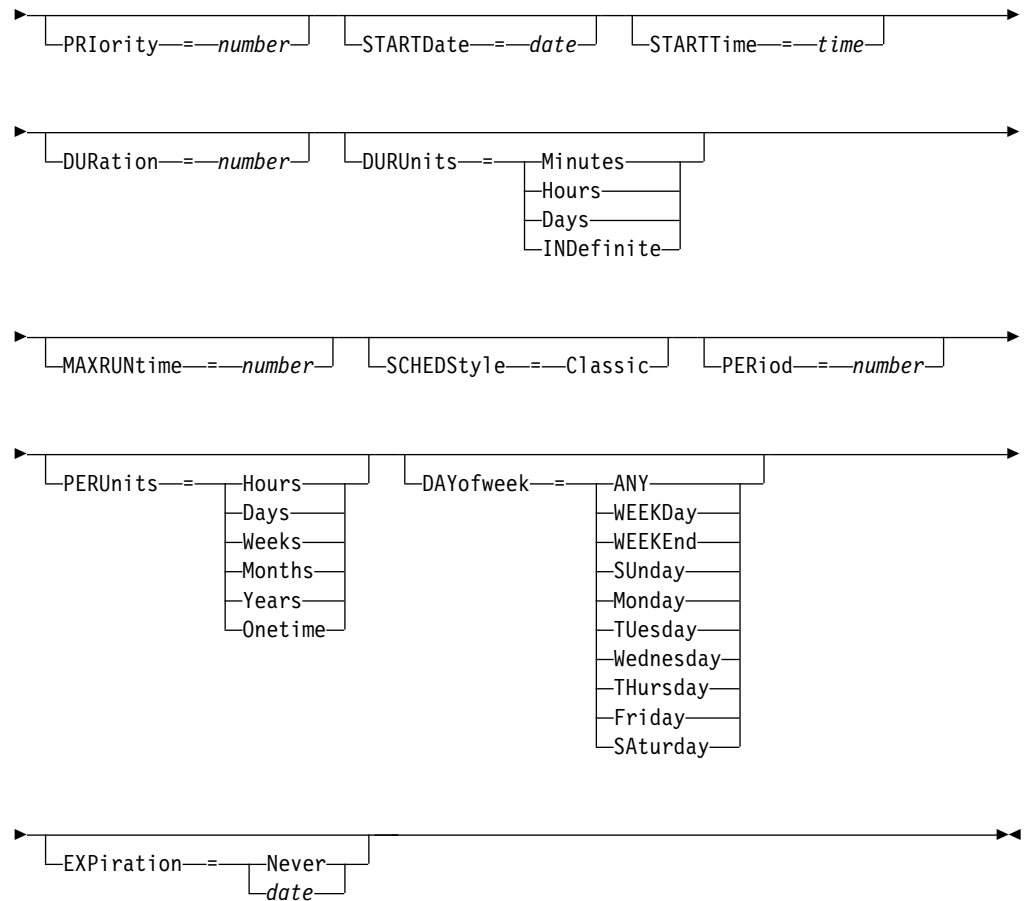 PRIority = number STARTDate = date STARTTime = time
DURation = number DURUnits = Minutes
Hours
Days
INDefinite
MAXRUNtime = number SCHEDStyle = Classic PERiod = number
PERUnits = Hours DAYofweek = ANY
Days WEEKDay
Weeks WEEKEnd
Months SUnday
Years Monday
Onetime TUesday
Wednesday
THursday
Friday
SAturday
EXPiration = Never
date